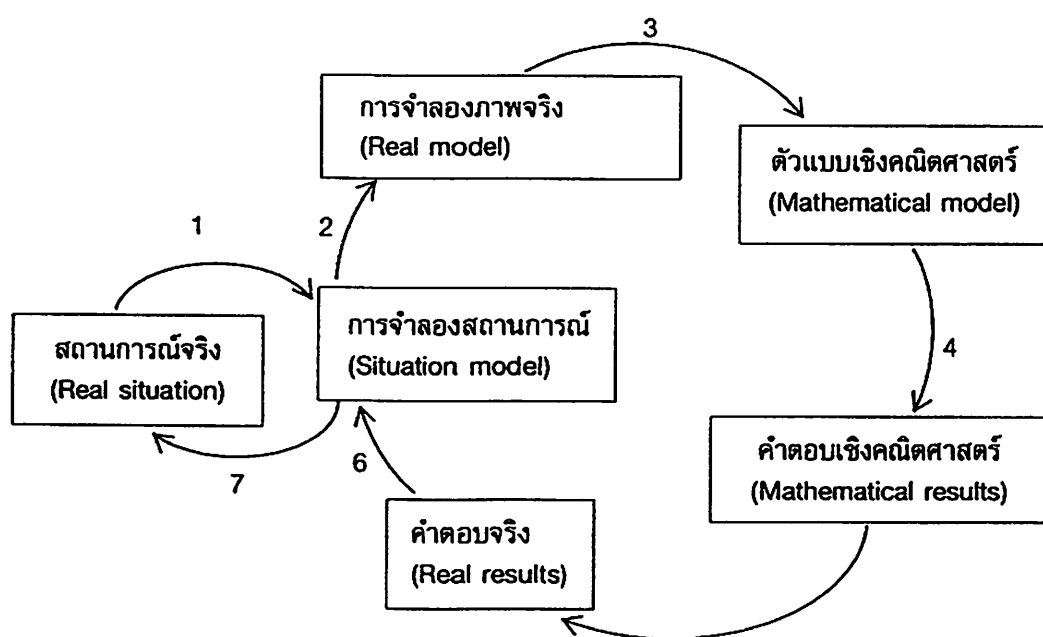 3
การจำลองภาพจริง
(Real model)
ตัวแบบเชิงคณิตศาสตร์
(Mathematical model)
1
2
สถานการณ์จริง
(Real situation)
การจำลองสถานการณ์
(Situation model)
4
7
6
คำตอบเชิงคณิตศาสตร์
(Mathematical results)
คำตอบจริง
(Real results)